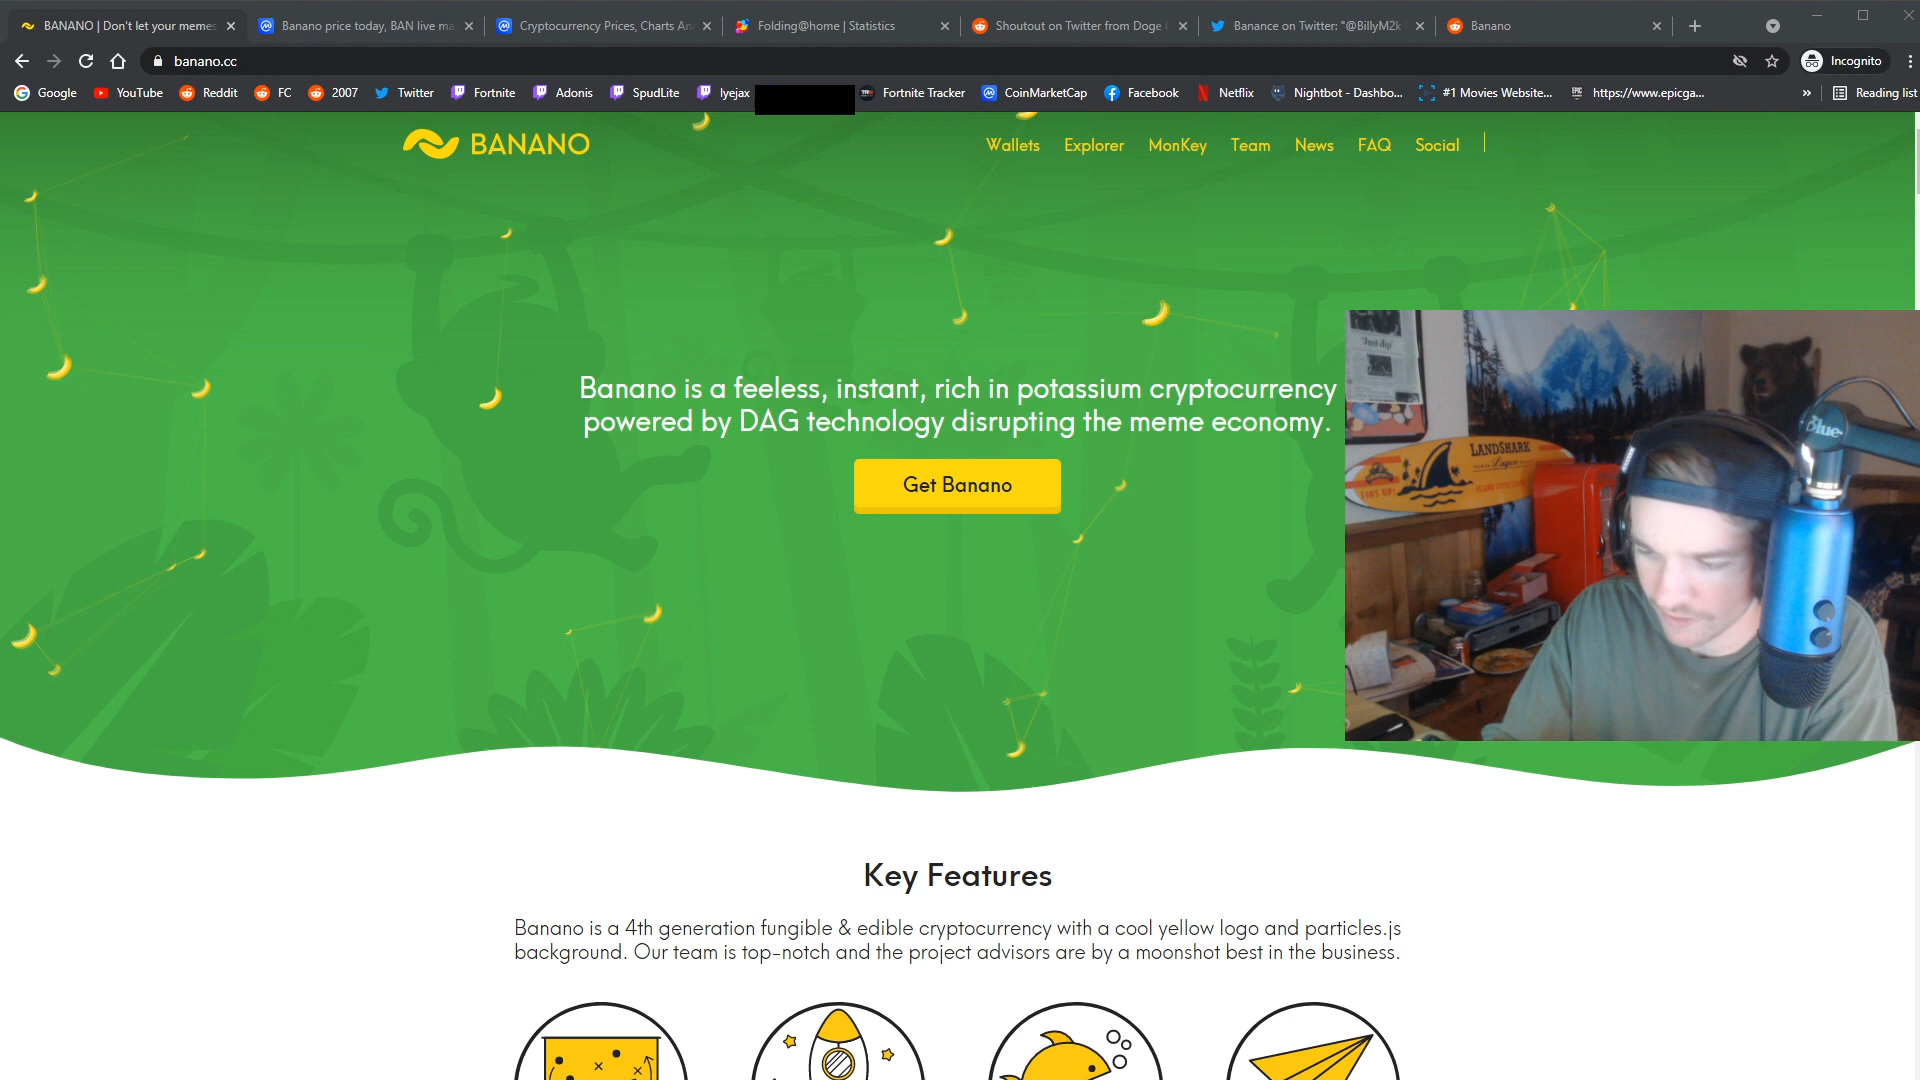 BANANO | Don't let your memes
Banano price today, BAN live ma
Cryptocurrency Prices, Charts An
Folding@home | Statistics
Shoutout on Twitter from Doge C
Banance on Twitter: "@BillyM2k
Banano
banano.cc
Incognito
Google
YouTube
Reddit
FC
2007
Twitter
Fortnite
Adonis
SpudLite
lyejax
Fortnite Tracker
CoinMarketCap
Facebook
Netflix
Nightbot - Dashbo...
#1 Movies Website...
https://www.epicga...
Reading list
BANANO
Wallets
Explorer
MonKey
Team
News
FAQ
Social
Banano is a feeless, instant, rich in potassium cryptocurrency
powered by DAG technology disrupting the meme economy.
Get Banano
"Just dip"
LANDSHARK
Lager
FINS UP!
Blue
Key Features
Banano is a 4th generation fungible & edible cryptocurrency with a cool yellow logo and particles.js
background. Our team is top-notch and the project advisors are by a moonshot best in the business.